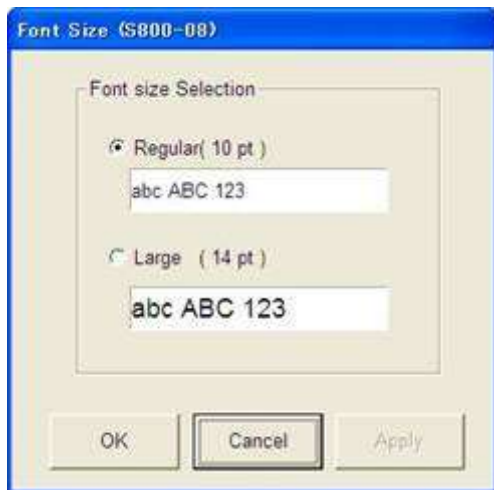 Font Size (S800-08)
Font size Selection
Regular( 10 pt )
abc ABC 123
Large ( 14 pt )
abc ABC 123
OK Cancel Apply